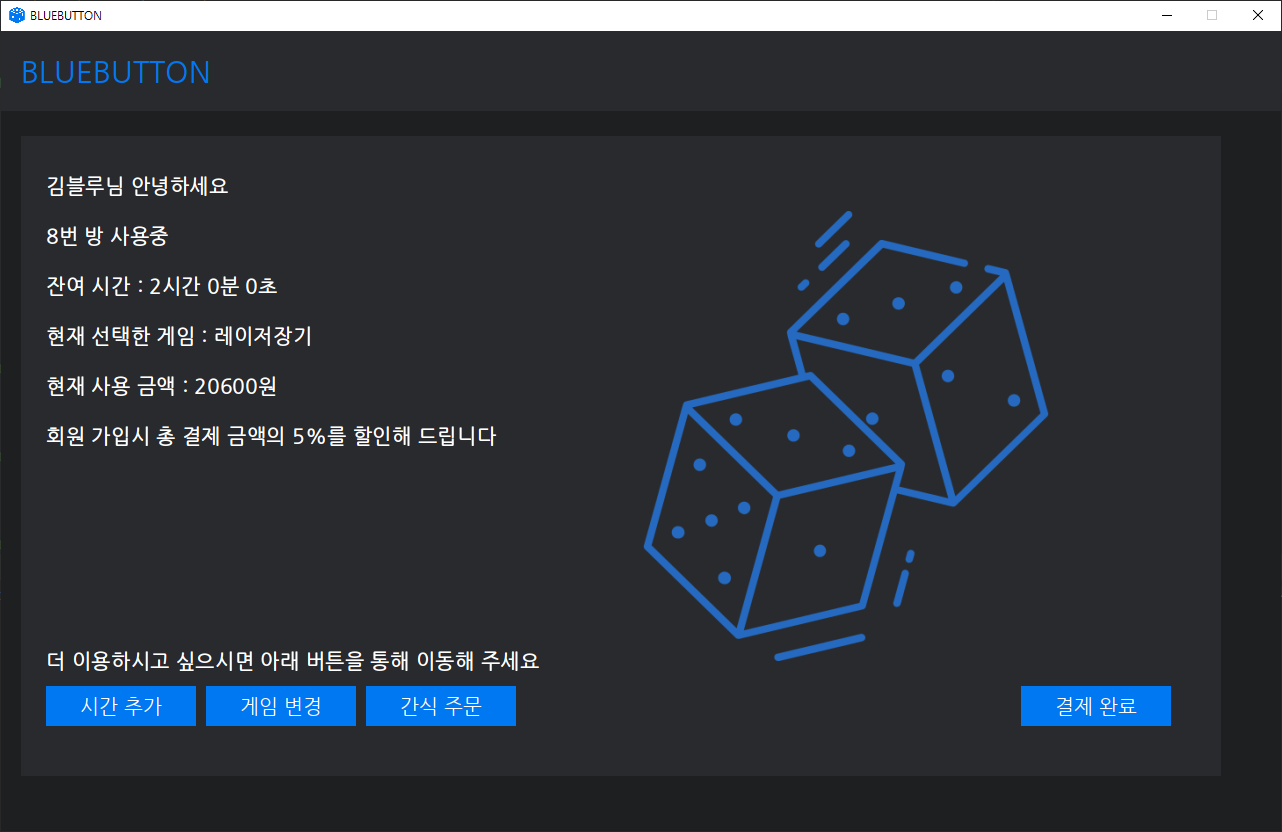 BLUEBUTTON
BLUEBUTTON
김블루님 안녕하세요
8번 방 사용중
잔여 시간 : 2시간 0분 0초
현재 선택한 게임 : 레이저장기
현재 사용 금액 : 20600원
회원 가입시 총 결제 금액의 5%를 할인해 드립니다
더 이용하시고 싶으시면 아래 버튼을 통해 이동해 주세요
시간 추가 게임 변경 간식 주문 결제 완료